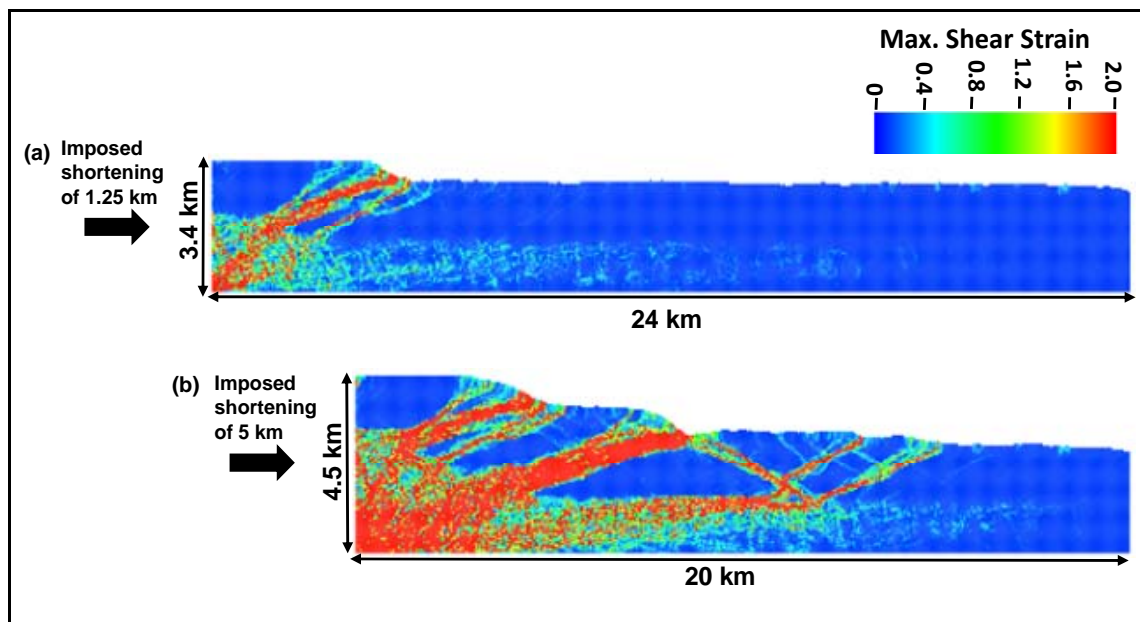 Max. Shear Strain
0 0.4 0.8 1.2 1.6 2.0
(a) Imposed
shortening
of 1.25 km
3.4 km
24 km
(b) Imposed
shortening
of 5 km
4.5 km
20 km